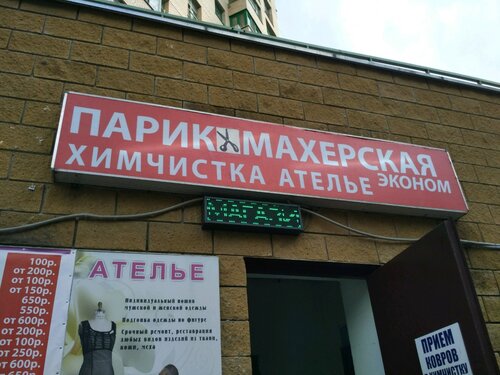 ПАРИКМАХЕРСКАЯ
ХИМЧИСТКА АТЕЛЬЕ ЭКОНОМ
МАГАЗИ
АТЕЛЬЕ
Индивидуальный пошив
мужской и женской одежды
Подгонка одежды по фигуре
Срочный ремонт, реставрация
любых видов изделий из ткани,
кожи, меха
100р.
от 200р.
от 100р.
от 150р.
650р.
550р.
от 600р.
от 200р.
от 100р.
от 250р.
от 600р.
ПРИЕМ
КОВРОВ
В ХИМЧИСТКУ